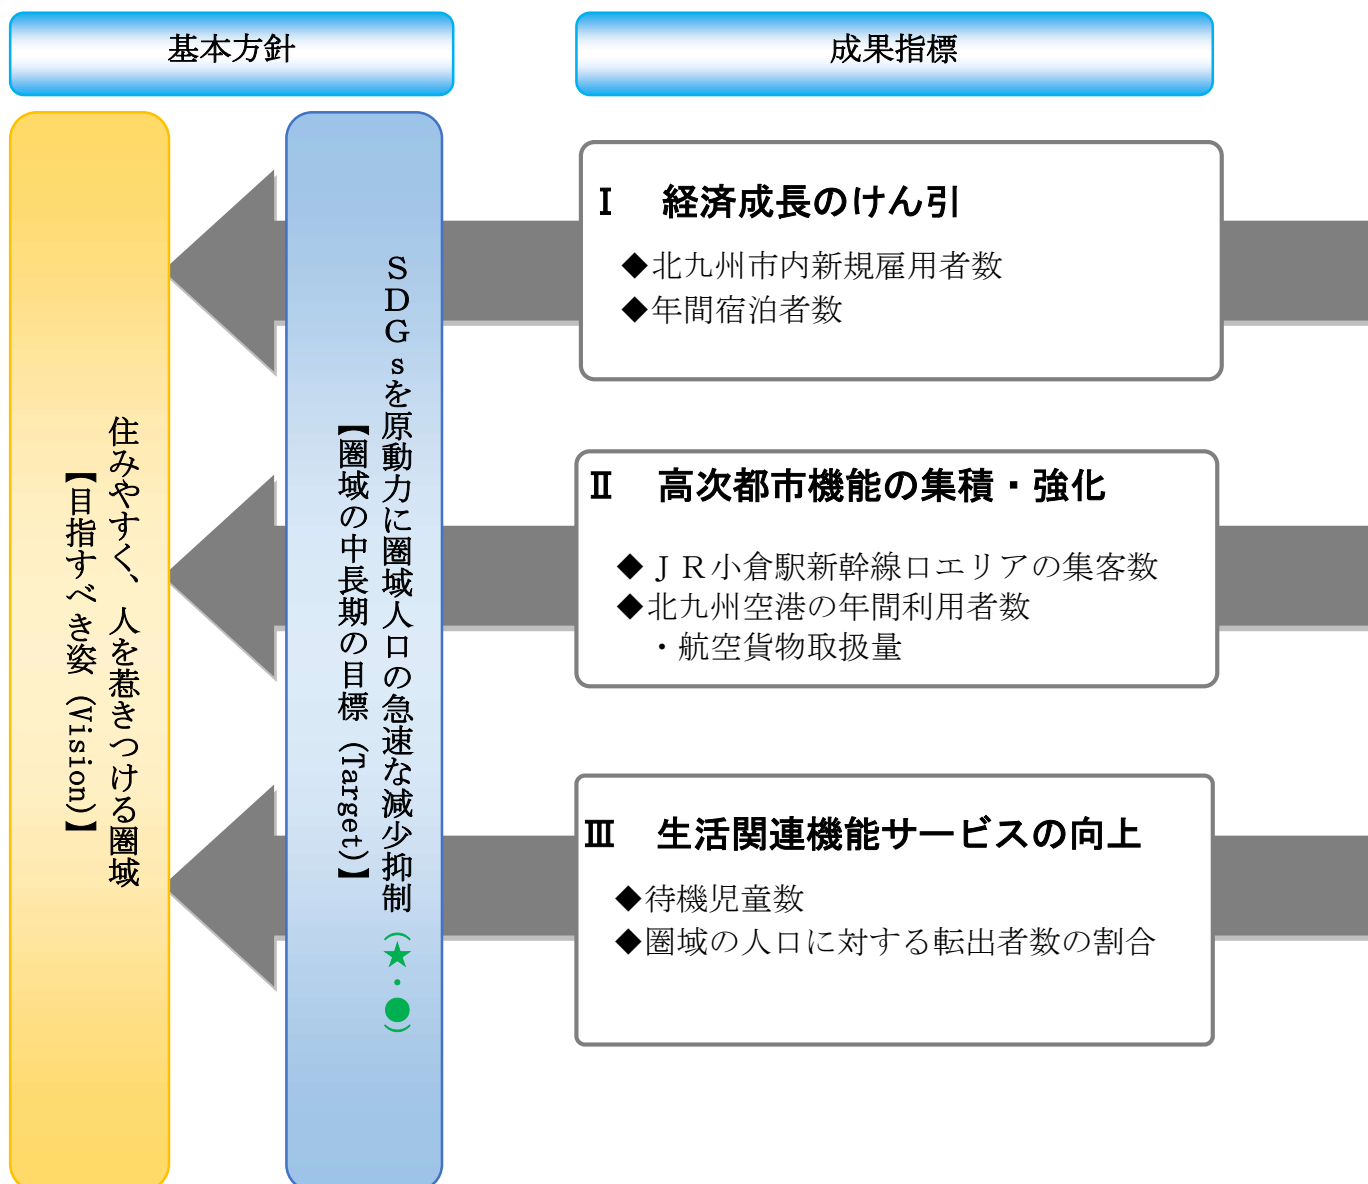 基本方針
成果指標
住みやすく、人を惹きつける圏域
【目指すべき姿(Vision)】
SDGsを原動力に圏域人口の急速な減少抑制(★・●)
【圏域の中長期の目標(Target)】
Ⅰ 経済成長のけん引
◆北九州市内新規雇用者数
◆年間宿泊者数
Ⅱ 高次都市機能の集積・強化
◆JR小倉駅新幹線口エリアの集客数
◆北九州空港の年間利用者数
・航空貨物取扱量
Ⅲ 生活関連機能サービスの向上
◆待機児童数
◆圏域の人口に対する転出者数の割合